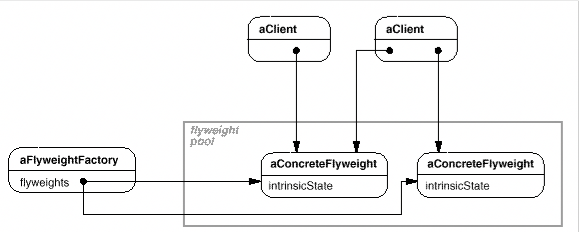 aClient
aClient
flyweight
pool
aFlyweightFactory
flyweights
aConcreteFlyweight
intrinsicState
aConcreteFlyweight
intrinsicState